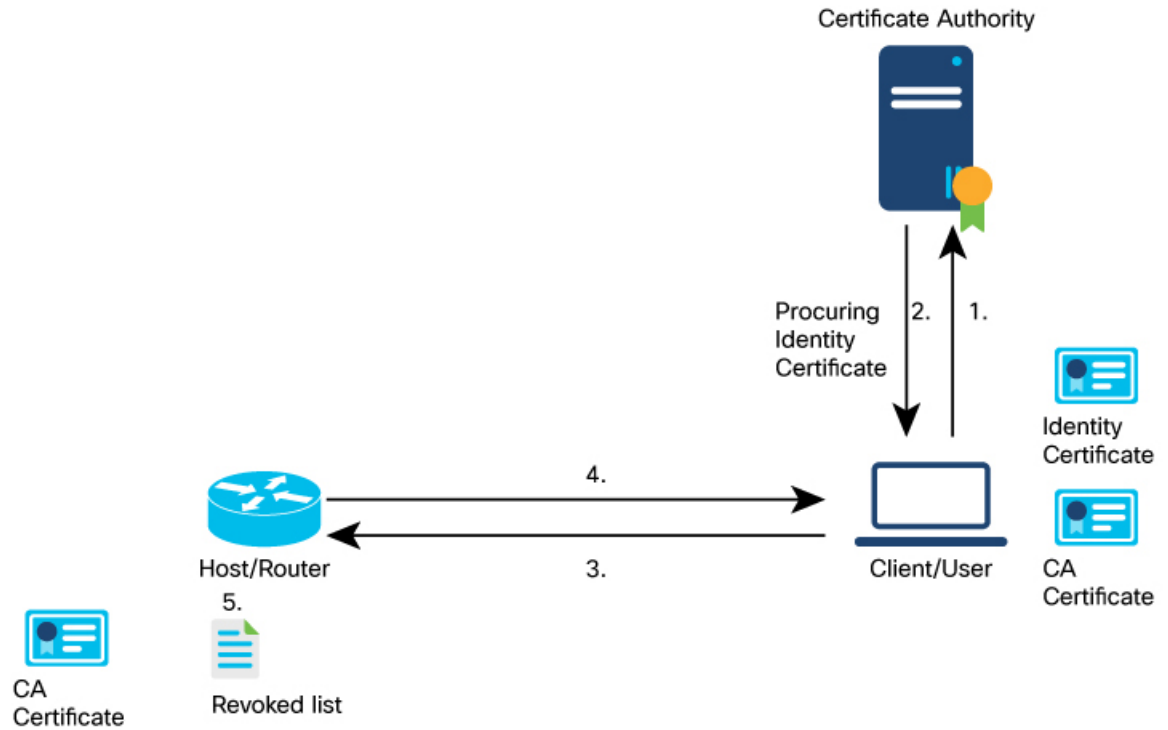 Certificate Authority
Procuring
Identity
Certificate
2.
1.
Identity
Certificate
4.
Host/Router
3.
Client/User
CA
Certificate
5.
CA
Certificate
Revoked list